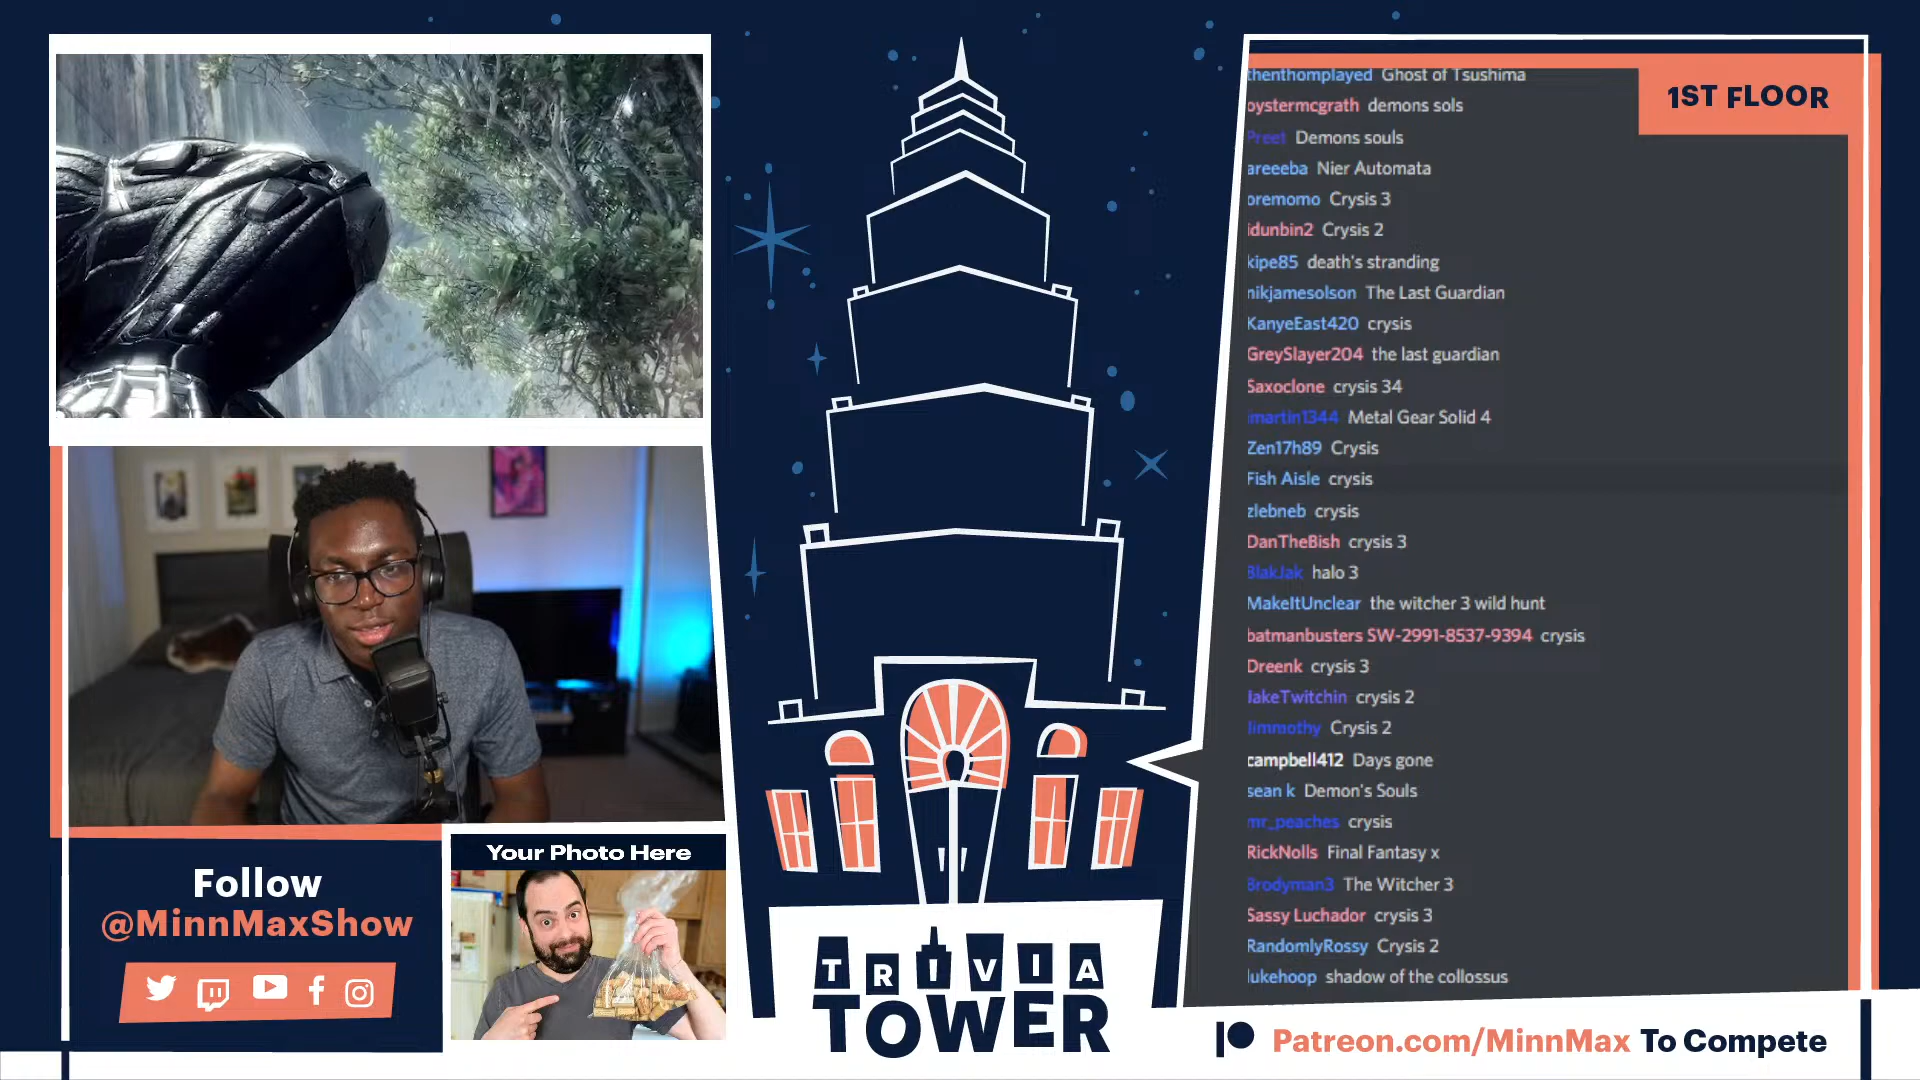 thenthomplayed Ghost of Tsushima
oystermcgrath demons sols
Preet Demons souls
areeeba Nier Automata
oremomo Crysis 3
idunbin2 Crysis 2
kipe85 death's stranding
nikjamesolson The Last Guardian
KanyeEast420 crysis
GreySlayer204 the last guardian
Saxoclone crysis 34
imartin1344 Metal Gear Solid 4
Zen17h89 Crysis
Fish Aisle crysis
zlebneb crysis
DanTheBish crysis 3
BlakJak halo 3
MakeItUnclear the witcher 3 wild hunt
batmanbusters SW-2991-8537-9394 crysis
Dreenk crysis 3
JakeTwitchin crysis 2
Jimmothy Crysis 2
campbell412 Days gone
sean k Demon's Souls
mr_peaches crysis
RickNolls Final Fantasy x
Brodyman3 The Witcher 3
Sassy Luchador crysis 3
RandomlyRossy Crysis 2
lukehoop shadow of the collossus
1ST FLOOR
Your Photo Here
Follow
@MinnMaxShow
TRIVIA
TOWER
Patreon.com/MinnMax To Compete